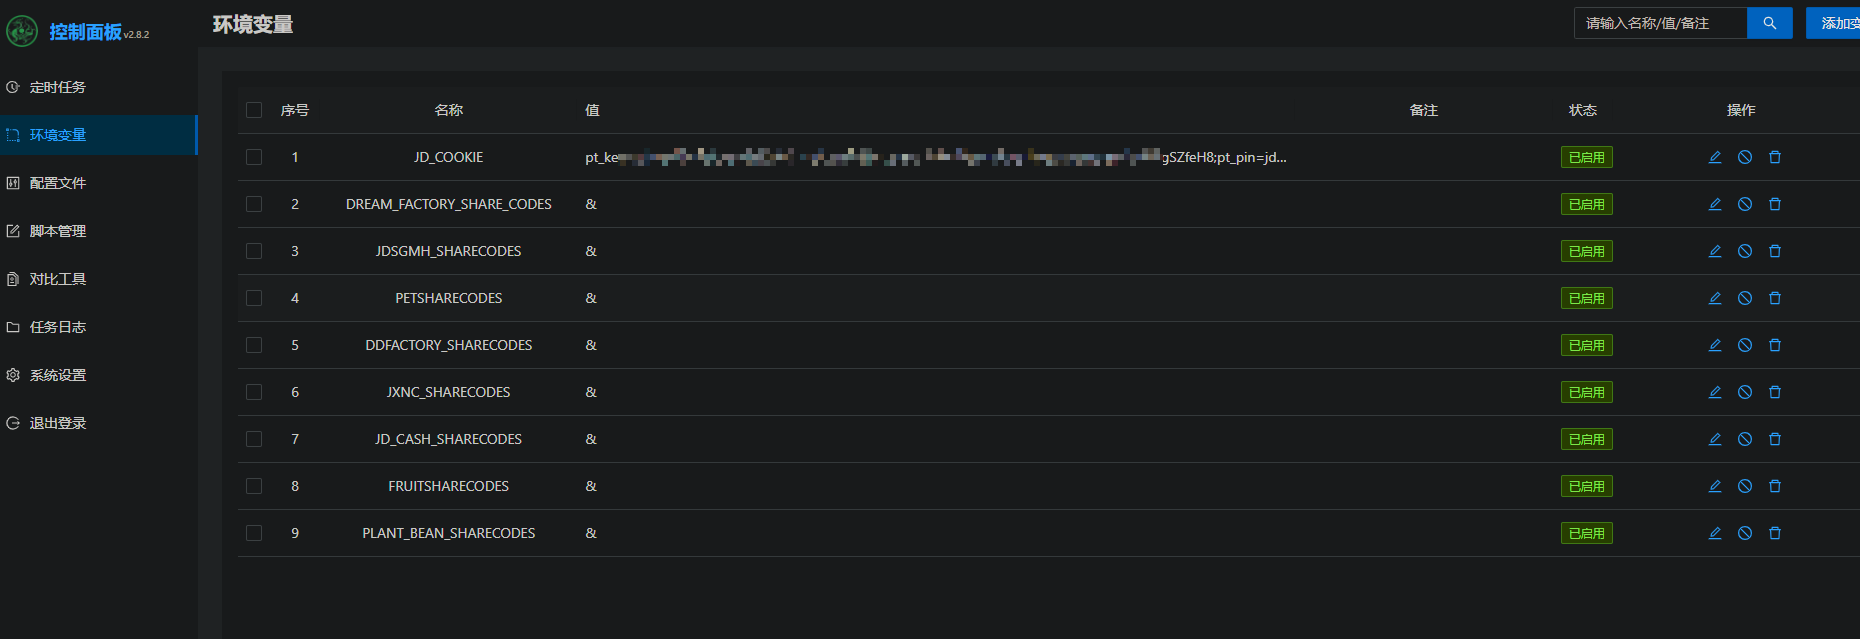 控制面板 v2.8.2
定时任务
环境变量
配置文件
脚本管理
对比工具
任务日志
系统设置
退出登录
环境变量
请输入名称/值/备注
添加变
序号 名称 值 备注 状态 操作
1 JD_COOKIE pt_ke gSZfeH8;pt_pin=jd... 已启用
2 DREAM_FACTORY_SHARE_CODES & 已启用
3 JDSGMH_SHARECODES & 已启用
4 PETSHARECODES & 已启用
5 DDFACTORY_SHARECODES & 已启用
6 JXNC_SHARECODES & 已启用
7 JD_CASH_SHARECODES & 已启用
8 FRUITSHARECODES & 已启用
9 PLANT_BEAN_SHARECODES & 已启用